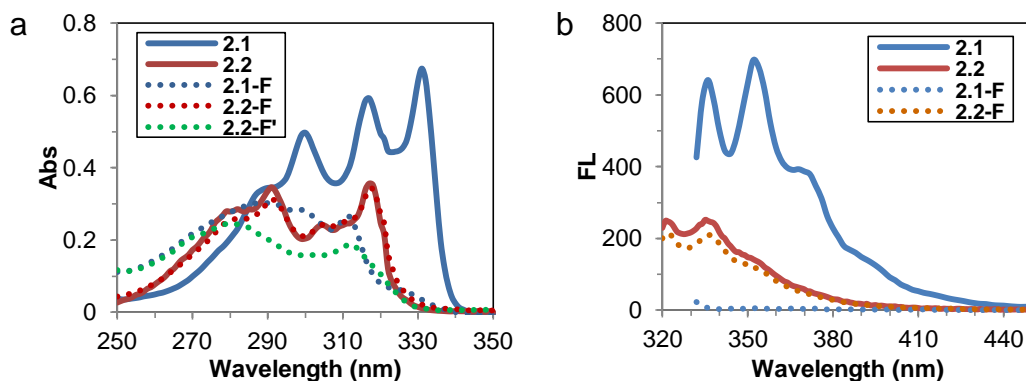 a
0.8
0.6
0.4
0.2
0
Abs
2.1
2.2
2.1-F
2.2-F
2.2-F'
250 270 290 310 330 350
Wavelength (nm)
b
800
600
400
200
0
FL
2.1
2.2
2.1-F
2.2-F
320 350 380 410 440
Wavelength (nm)